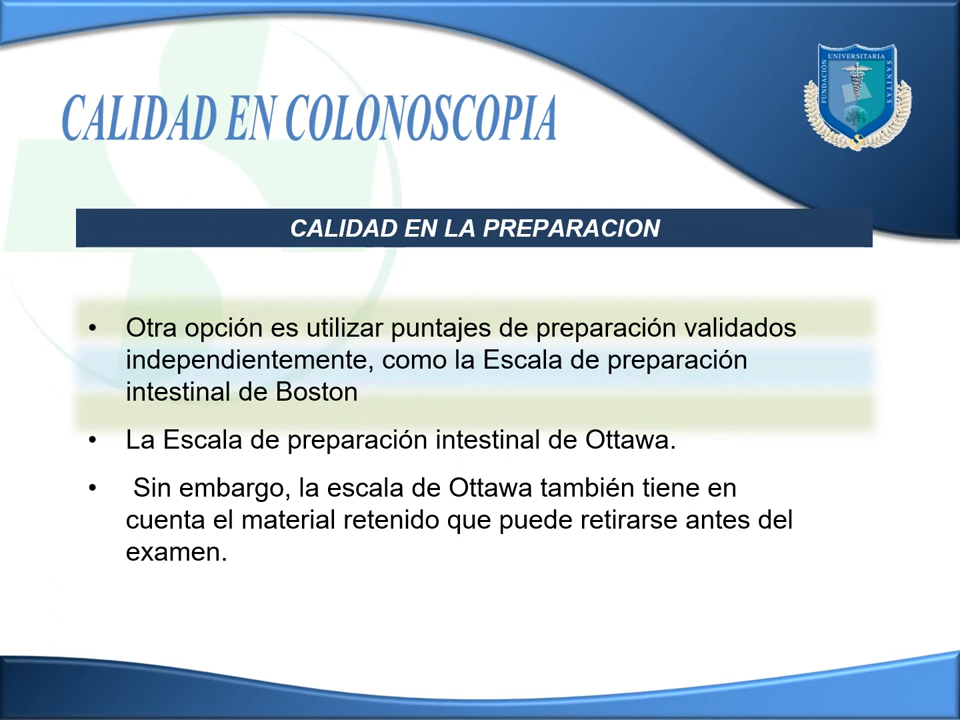 UNIVERSITARIA
FUNDACIÓN
SANITAS
CALIDAD EN COLONOSCOPIA
CALIDAD EN LA PREPARACION
• Otra opción es utilizar puntajes de preparación validados
independientemente, como la Escala de preparación
intestinal de Boston
• La Escala de preparación intestinal de Ottawa.
• Sin embargo, la escala de Ottawa también tiene en
cuenta el material retenido que puede retirarse antes del
examen.